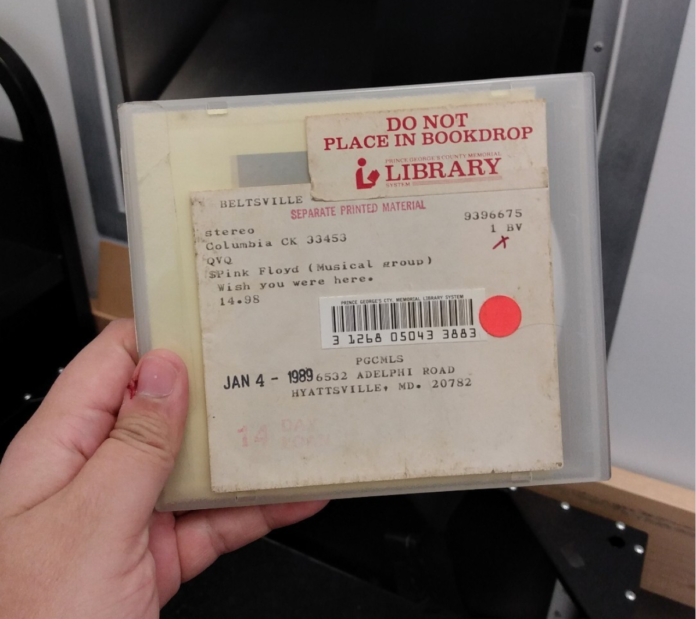 DO NOT
PLACE IN BOOKDROP
PRINCE GEORGE'S COUNTY MEMORIAL
LIBRARY
SYSTEM
BELTSVILLE
SEPARATE PRINTED MATERIAL
stereo 9396675
Columbia CK 33453 1 BV
QVQ
$Pink Floyd (Musical group)
Wish you were here.
14.98
PRINCE GEORGE'S CTY. MEMORIAL LIBRARY SYSTEM
3 1268 05043 3883
PGCMLS
JAN 4 - 1989 6532 ADELPHI ROAD
HYATTSVILLE, MD. 20782
14 DAY